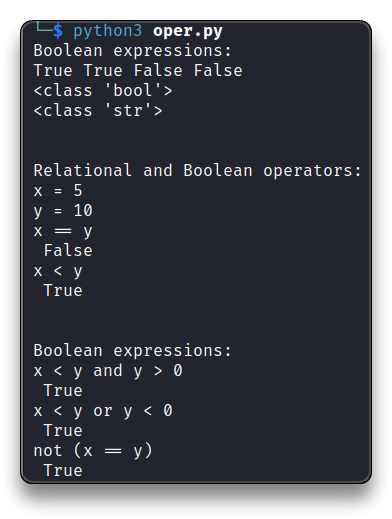 └─$ python3 oper.py
Boolean expressions:
True True False False
<class 'bool'>
<class 'str'>
Relational and Boolean operators:
x = 5
y = 10
x == y
False
x < y
True
Boolean expressions:
x < y and y > 0
True
x < y or y < 0
True
not (x == y)
True